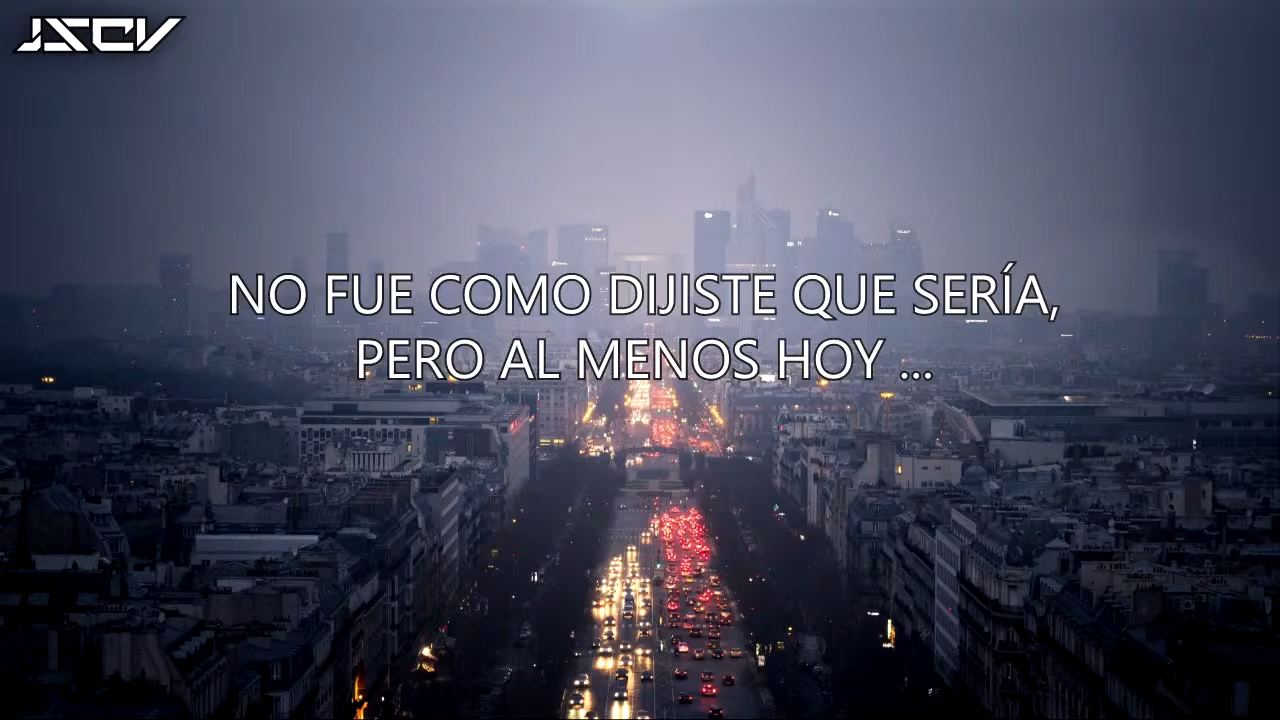 JSCV
NO FUE COMO DIJISTE QUE SERÍA,
PERO AL MENOS HOY ...